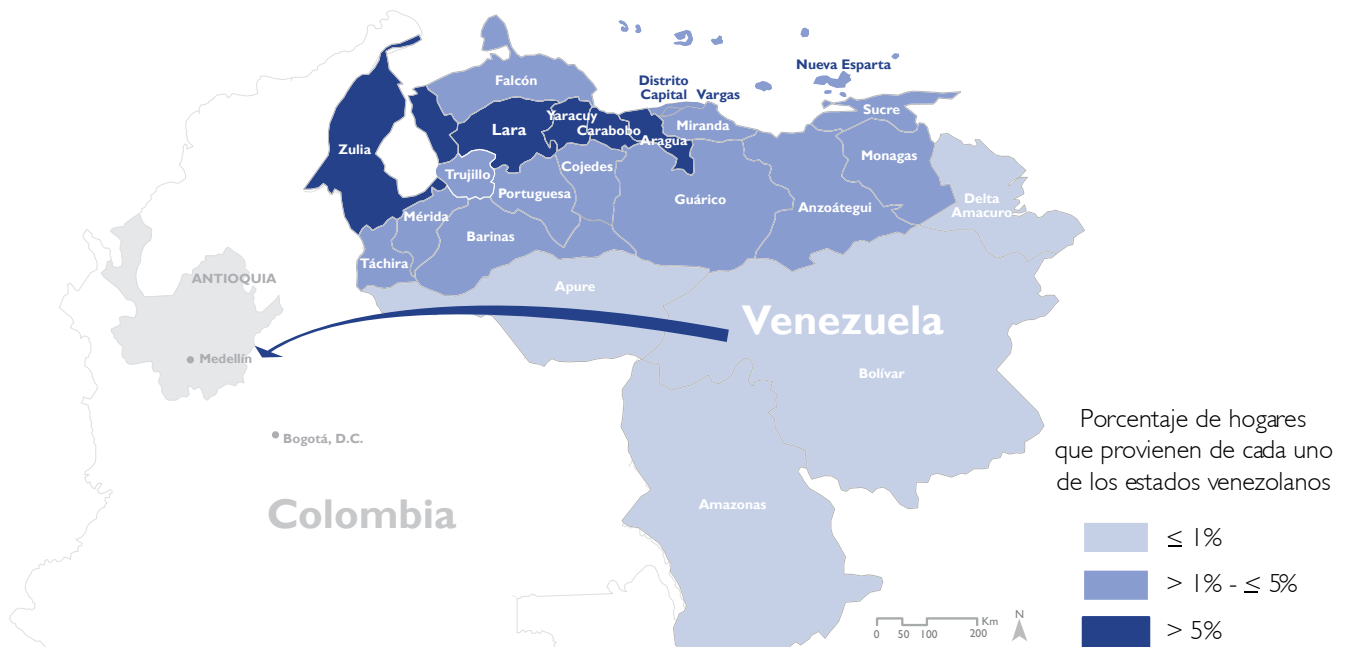 Nueva Esparta
Distrito
Capital Vargas
Falcón
Sucre
Yaracuy
Lara
Carabobo
Miranda
Aragua
Zulia
Monagas
Cojedes
Trujillo
Portuguesa
Guárico
Delta
Amacuro
Anzoátegui
Mérida
Barinas
Táchira
ANTIOQUIA
Apure
Venezuela
Medellín
Bolívar
Bogotá, D.C.
Amazonas
Colombia
Porcentaje de hogares
que provienen de cada uno
de los estados venezolanos
≤ 1%
> 1% - ≤ 5%
> 5%
Km
0 50 100 200
N